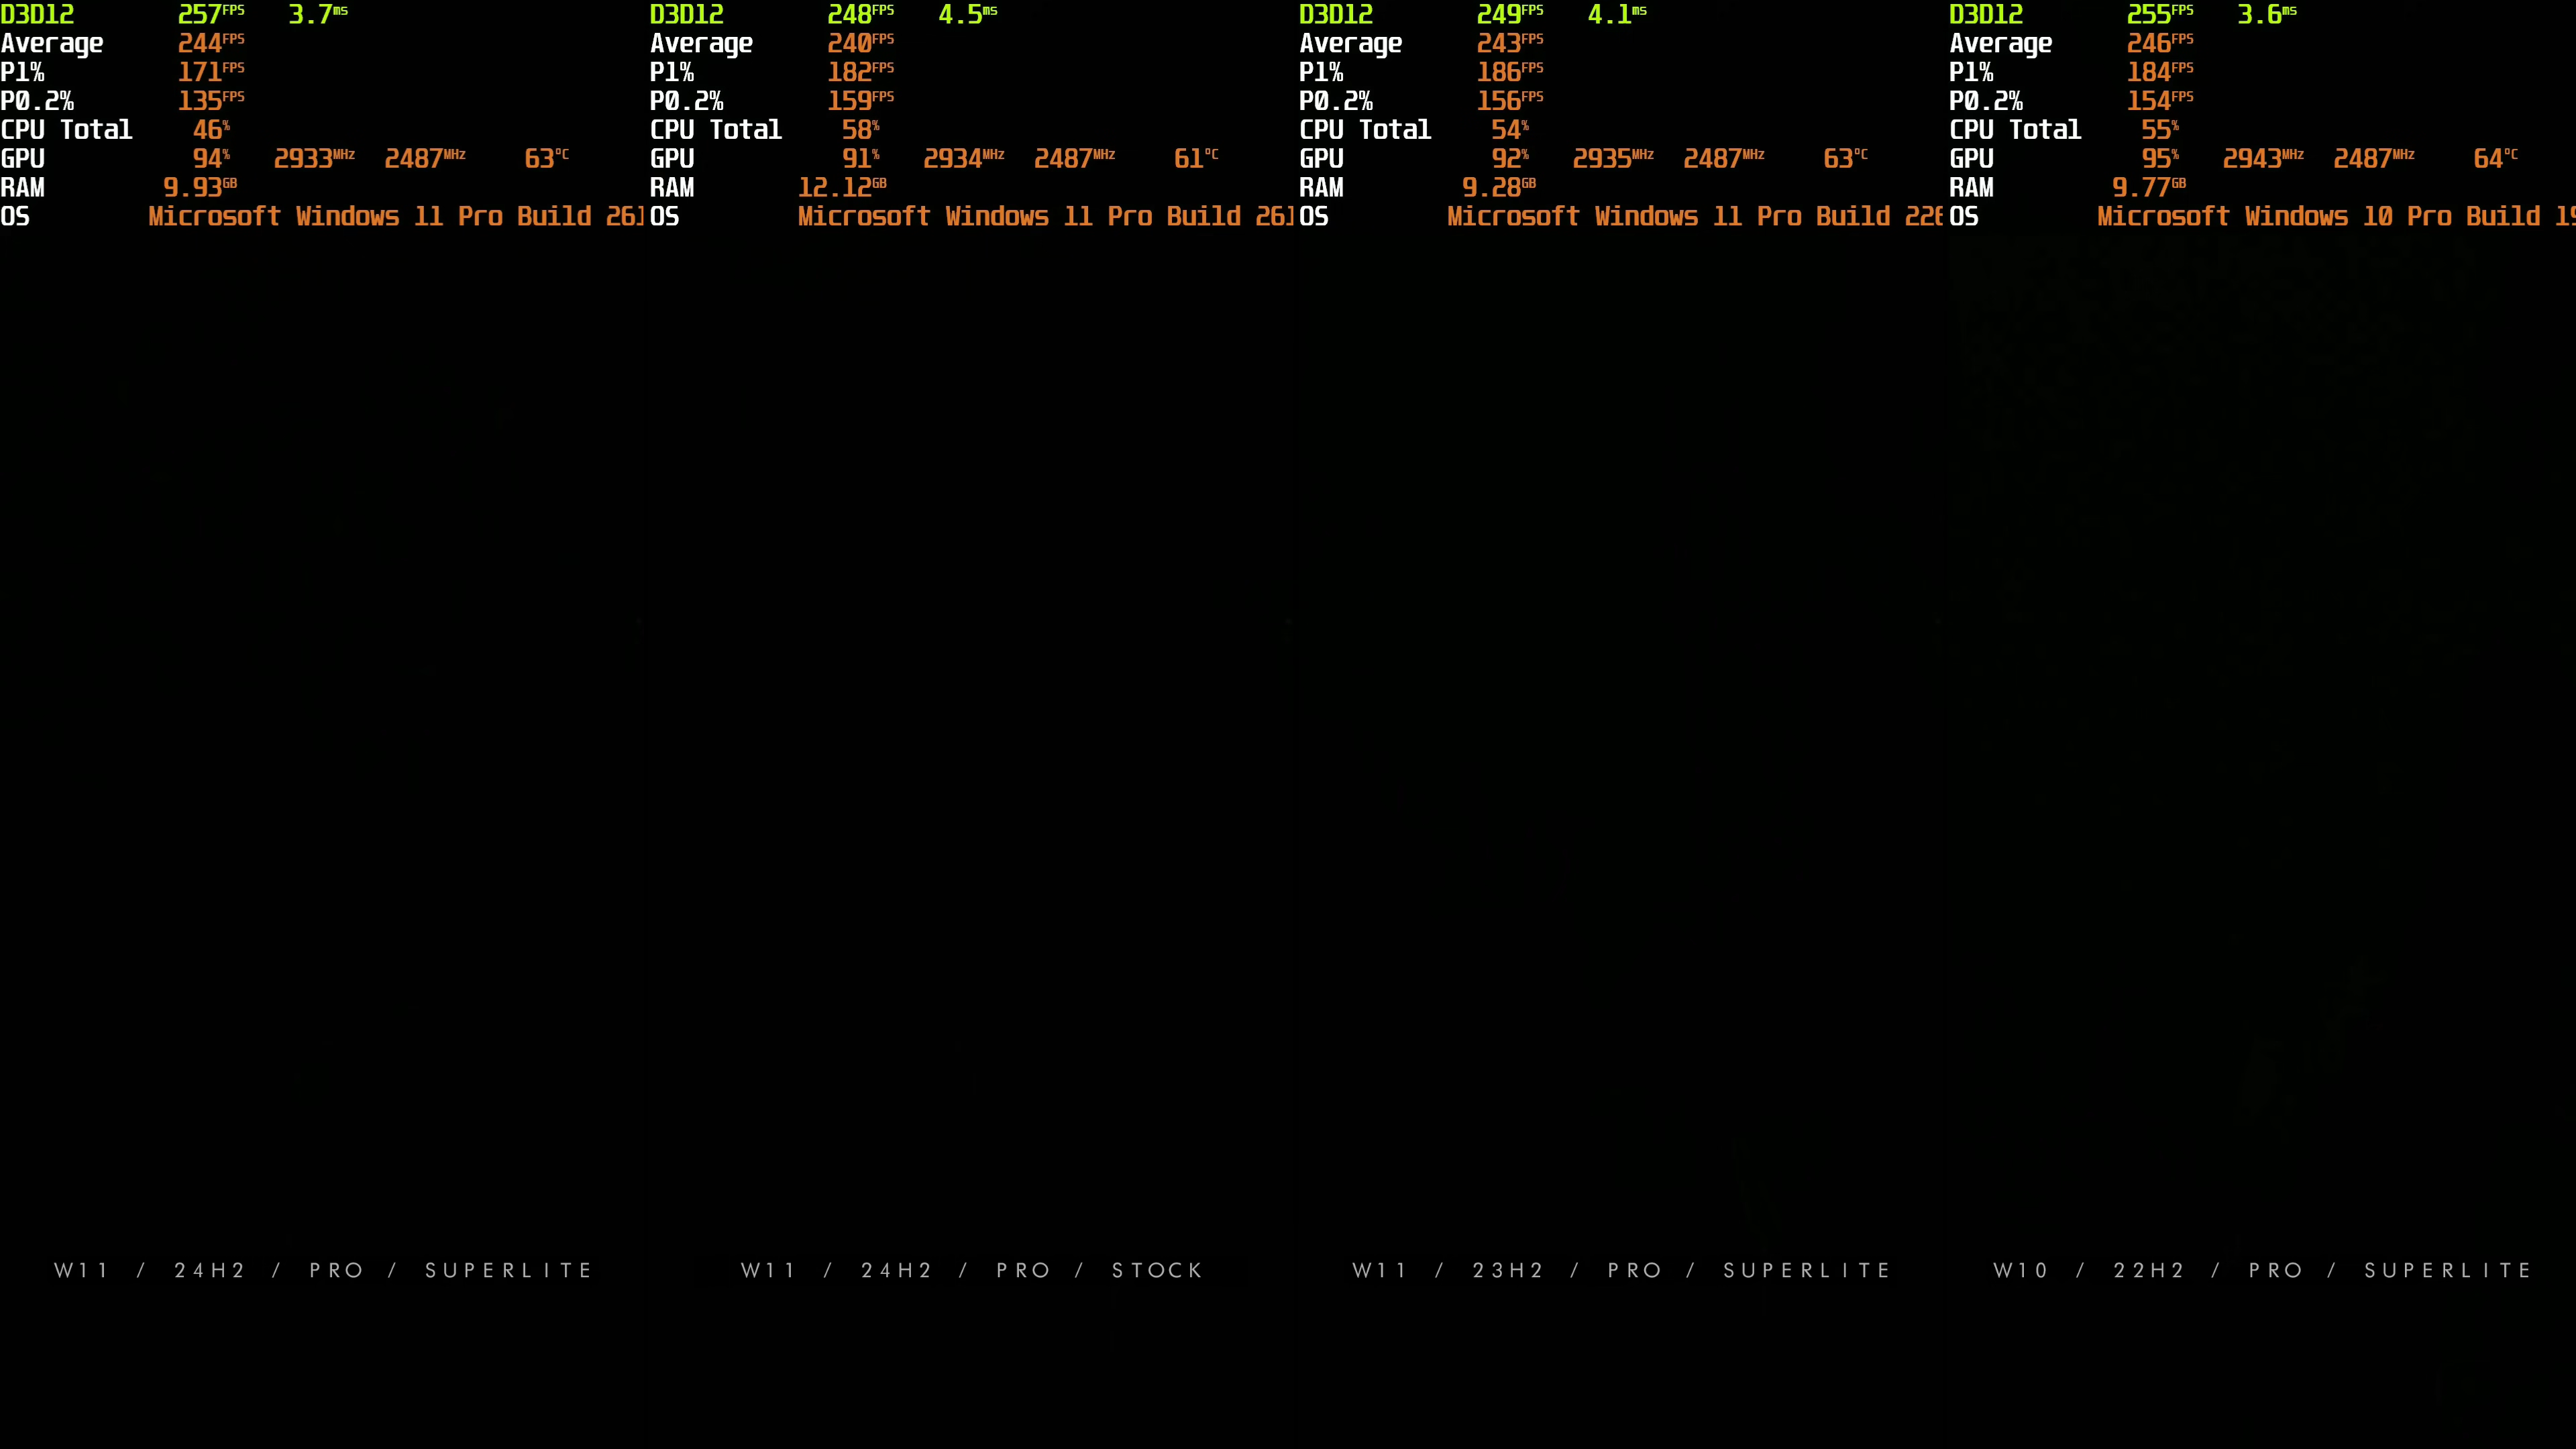 D3D12 257FPS 3.7ms
Average 244FPS
P1% 171FPS
P0.2% 135FPS
CPU Total 46%
GPU 94% 2933MHz 2487MHz 63°C
RAM 9.93GB
OS Microsoft Windows 11 Pro Build 261
D3D12 248FPS 4.5ms
Average 240FPS
P1% 182FPS
P0.2% 159FPS
CPU Total 58%
GPU 91% 2934MHz 2487MHz 61°C
RAM 12.12GB
OS Microsoft Windows 11 Pro Build 261
D3D12 249FPS 4.1ms
Average 243FPS
P1% 186FPS
P0.2% 156FPS
CPU Total 54%
GPU 92% 2935MHz 2487MHz 63°C
RAM 9.28GB
OS Microsoft Windows 11 Pro Build 226
D3D12 255FPS 3.6ms
Average 246FPS
P1% 184FPS
P0.2% 154FPS
CPU Total 55%
GPU 95% 2943MHz 2487MHz 64°C
RAM 9.77GB
OS Microsoft Windows 10 Pro Build 19
W11 / 24H2 / PRO / SUPERLITE
W11 / 24H2 / PRO / STOCK
W11 / 23H2 / PRO / SUPERLITE
W10 / 22H2 / PRO / SUPERLITE